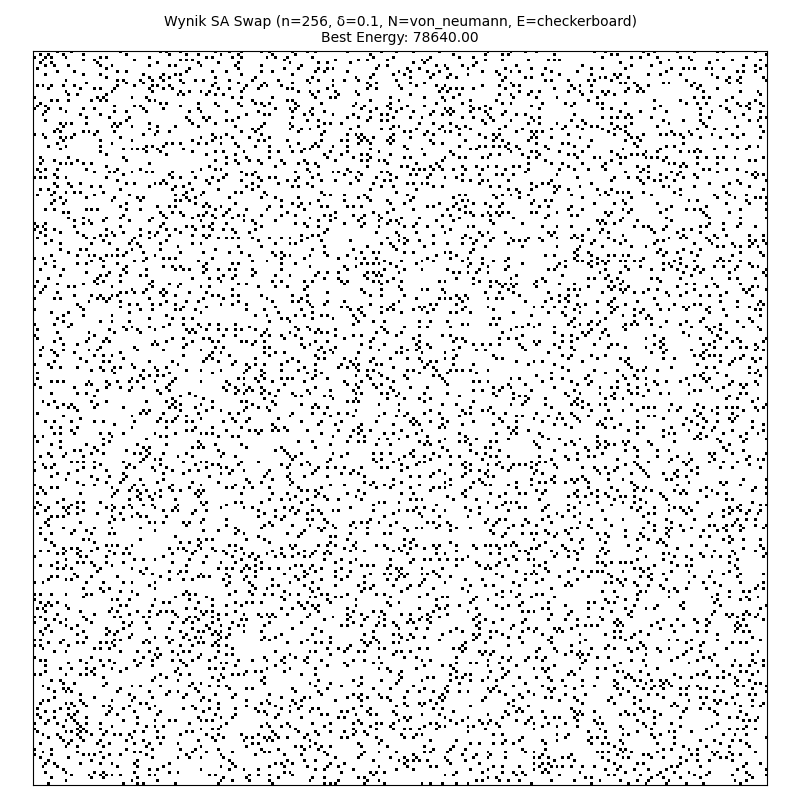 Wynik SA Swap (n=256, δ=0.1, N=von_neumann, E=checkerboard)
Best Energy: 78640.00